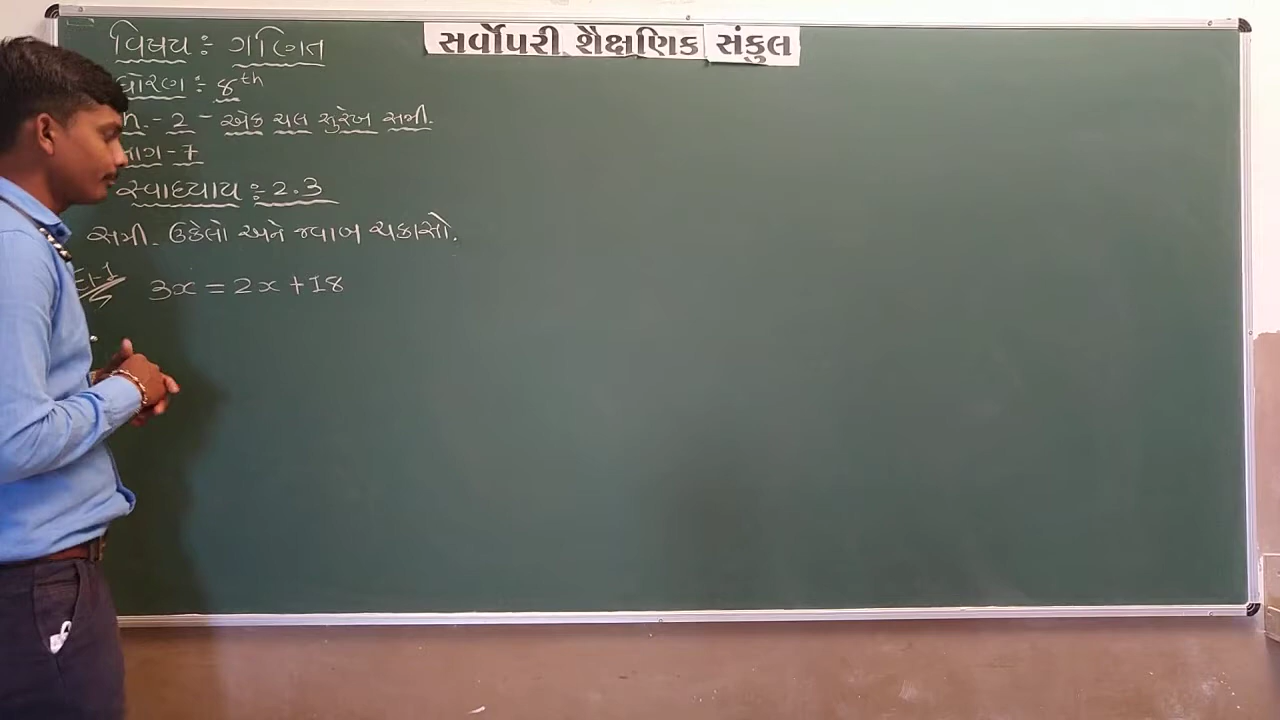 સર્વોપરી શૈક્ષણિક સંકુલ
વિષય : ગણિત
ધોરણ : 8th
2 - એક ચલ સુરેખ સમી.
ભાગ - 7
સ્વાધ્યાય : 2.3
સમી. ઉકેલો અને જવાબ ચકાસો.
3x = 2x + 18